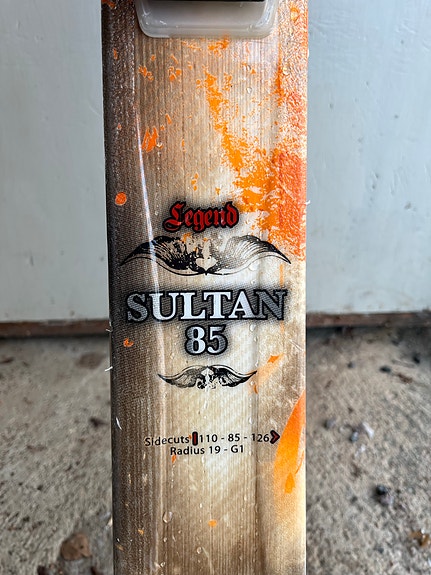 Legend
SULTAN
85
Sidecuts 110 - 85 - 126
Radius 19 - G1